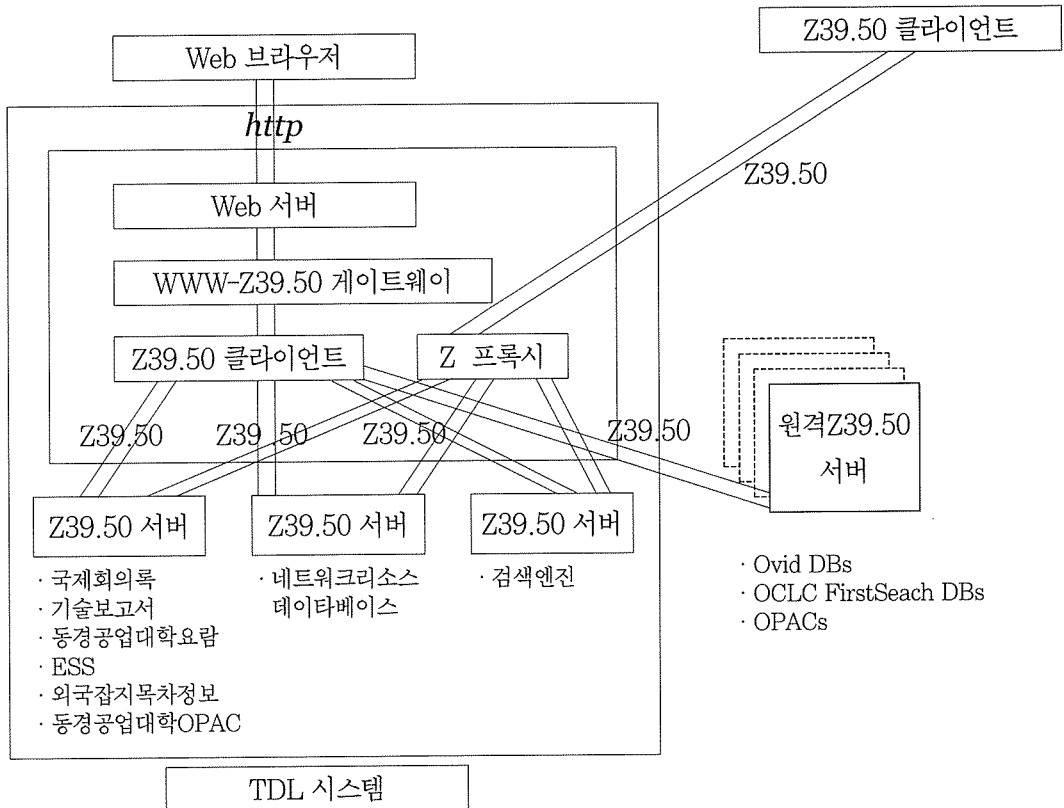 Web 브라우저
Z39.50 클라이언트
http
Z39.50
Web 서버
WWW-Z39.50 게이트웨이
Z39.50 클라이언트
Z 프록시
Z39.50
Z39.50
Z39.50
Z39.50
원격Z39.50
서버
Z39.50 서버
Z39.50 서버
Z39.50 서버
· 국제회의록
· 기술보고서
· 동경공업대학요람
· ESS
· 외국잡지목차정보
· 동경공업대학OPAC
· 네트워크리소스
데이타베이스
· 검색엔진
· Ovid DBs
· OCLC FirstSeach DBs
· OPACs
TDL 시스템